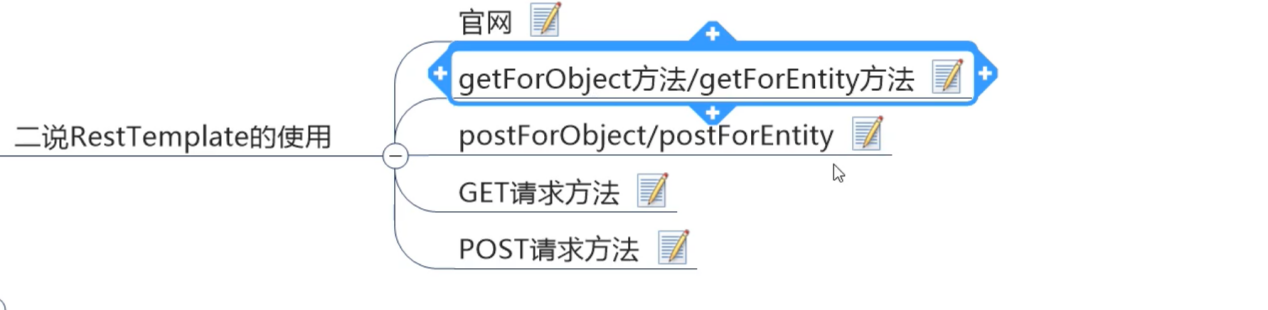 官网
getForObject方法/getForEntity方法
二说RestTemplate的使用
postForObject/postForEntity
GET请求方法
POST请求方法